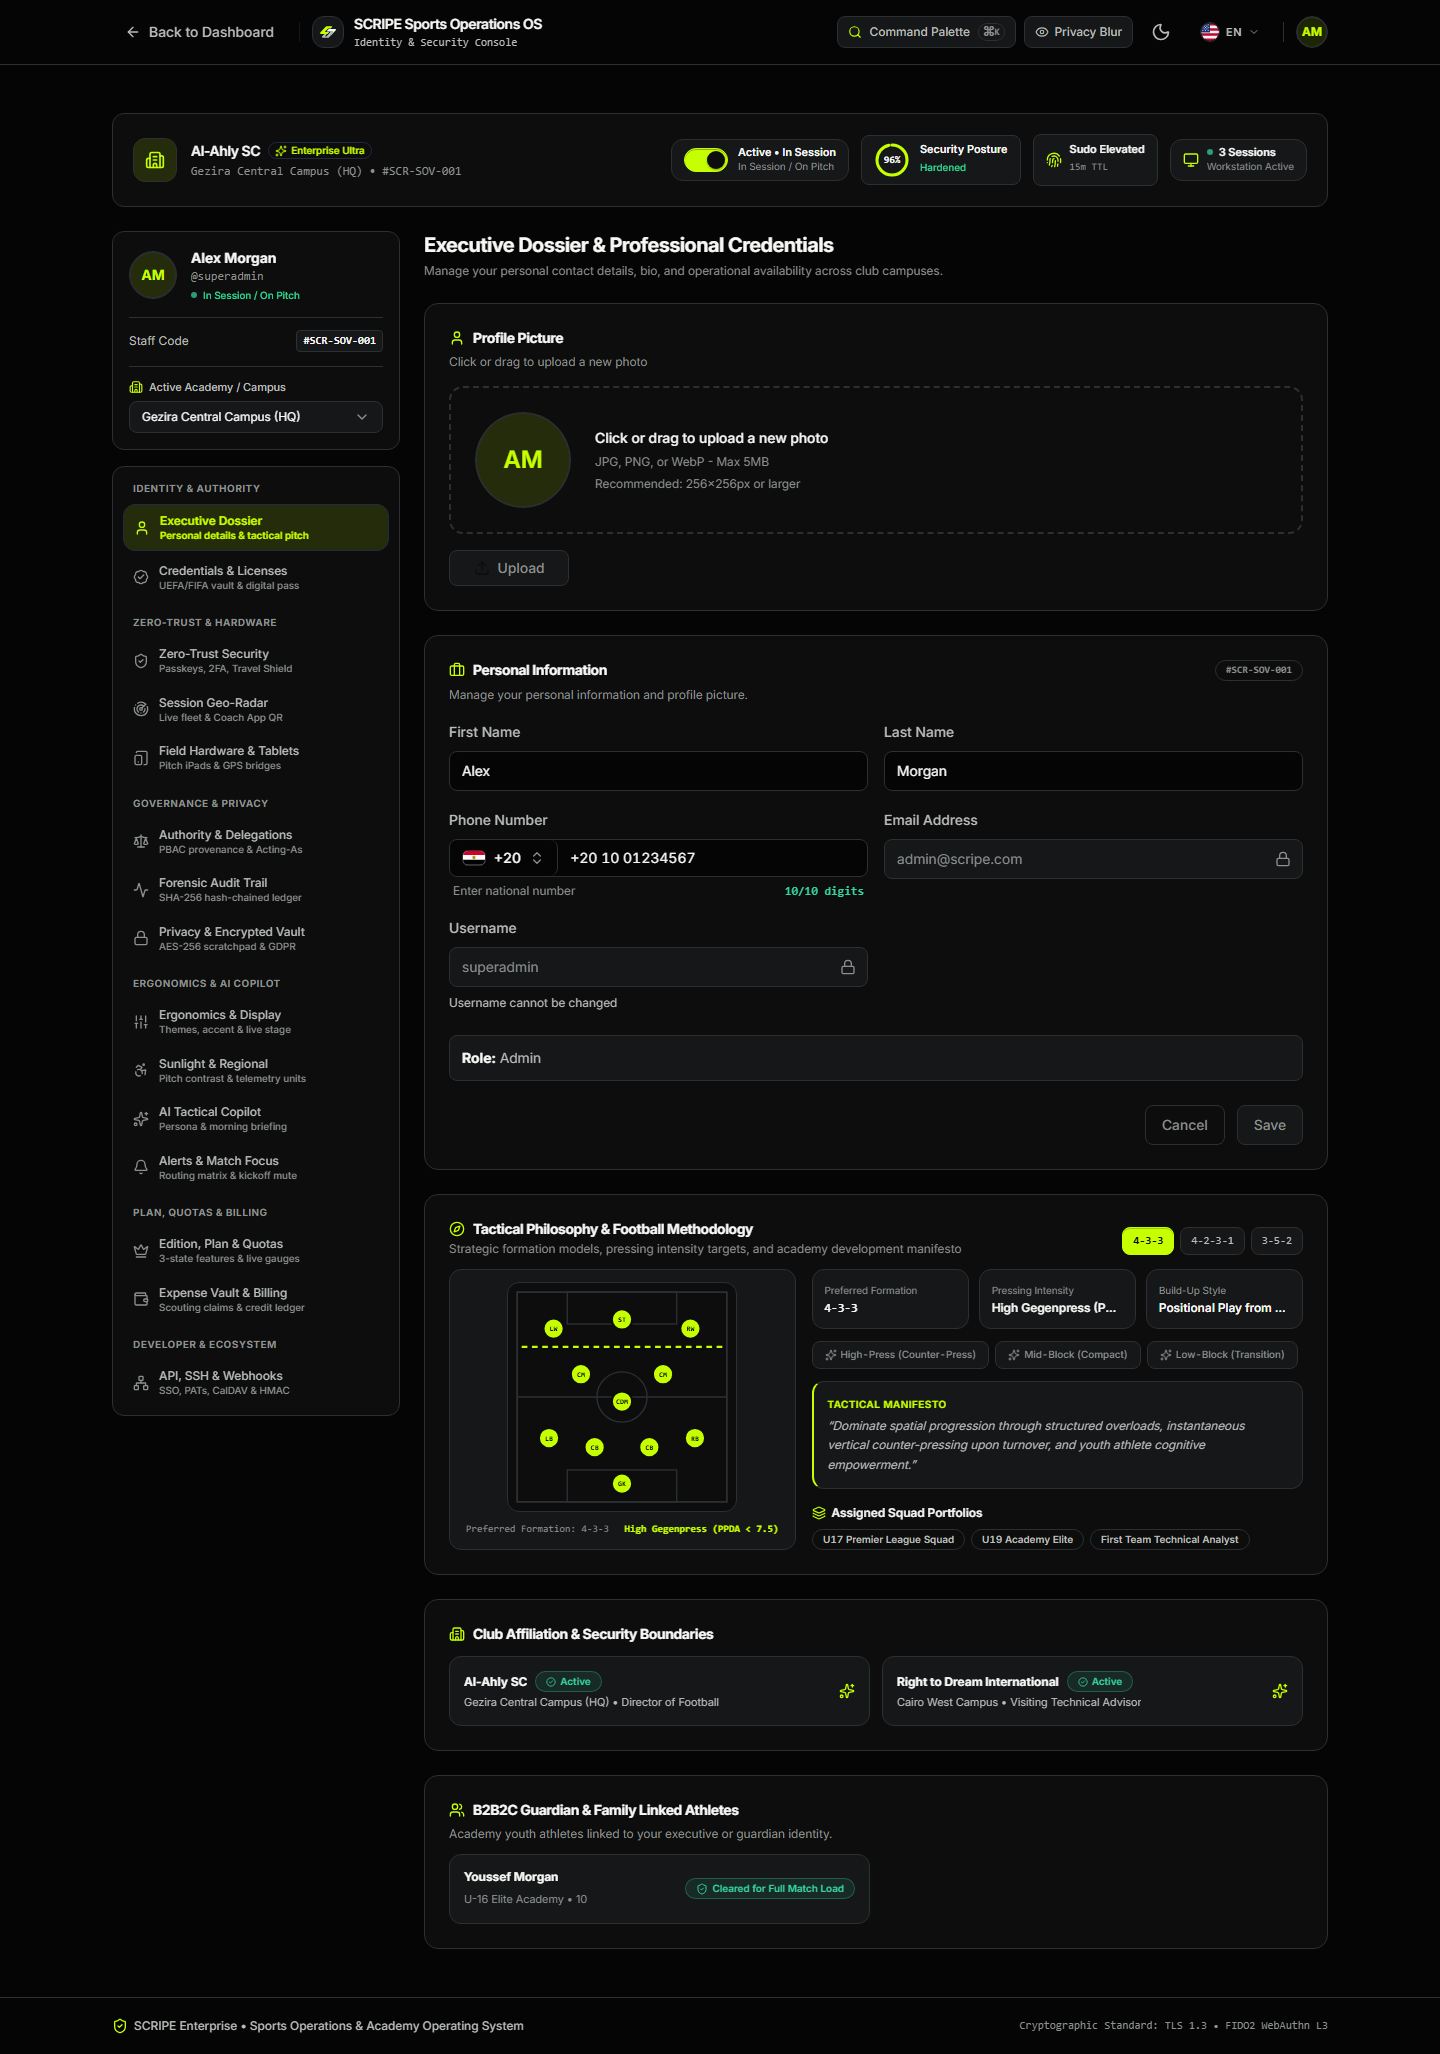 Back to Dashboard
SCRIPE Sports Operations OS
Identity & Security Console
Command Palette ⌘K
Privacy Blur
EN
AM
Al-Ahly SC
Enterprise Ultra
Gezira Central Campus (HQ) • #SCR-SOV-001
Active • In Session
In Session / On Pitch
96%
Security Posture
Hardened
Sudo Elevated
15m TTL
3 Sessions
Workstation Active
AM
Alex Morgan
@superadmin
In Session / On Pitch
Staff Code
#SCR-SOV-001
Active Academy / Campus
Gezira Central Campus (HQ)
IDENTITY & AUTHORITY
Executive Dossier
Personal details & tactical pitch
Credentials & Licenses
UEFA/FIFA vault & digital pass
ZERO-TRUST & HARDWARE
Zero-Trust Security
Passkeys, 2FA, Travel Shield
Session Geo-Radar
Live fleet & Coach App QR
Field Hardware & Tablets
Pitch iPads & GPS bridges
GOVERNANCE & PRIVACY
Authority & Delegations
PBAC provenance & Acting-As
Forensic Audit Trail
SHA-256 hash-chained ledger
Privacy & Encrypted Vault
AES-256 scratchpad & GDPR
ERGONOMICS & AI COPILOT
Ergonomics & Display
Themes, accent & live stage
Sunlight & Regional
Pitch contrast & telemetry units
AI Tactical Copilot
Persona & morning briefing
Alerts & Match Focus
Routing matrix & kickoff mute
PLAN, QUOTAS & BILLING
Edition, Plan & Quotas
3-state features & live gauges
Expense Vault & Billing
Scouting claims & credit ledger
DEVELOPER & ECOSYSTEM
API, SSH & Webhooks
SSO, PATs, CalDAV & HMAC
Executive Dossier & Professional Credentials
Manage your personal contact details, bio, and operational availability across club campuses.
Profile Picture
Click or drag to upload a new photo
AM
Click or drag to upload a new photo
JPG, PNG, or WebP - Max 5MB
Recommended: 256×256px or larger
Upload
Personal Information
#SCR-SOV-001
Manage your personal information and profile picture.
First Name
Last Name
Alex
Morgan
Phone Number
Email Address
+20
+20 10 01234567
admin@scripe.com
Enter national number
10/10 digits
Username
superadmin
Username cannot be changed
Role: Admin
Cancel
Save
Tactical Philosophy & Football Methodology
Strategic formation models, pressing intensity targets, and academy development manifesto
4-3-3
4-2-3-1
3-5-2
LW
ST
RW
CM
CM
CDM
LB
CB
CB
RB
GK
Preferred Formation: 4-3-3
High Gegenpress (PPDA < 7.5)
Preferred Formation
4-3-3
Pressing Intensity
High Gegenpress (P...
Build-Up Style
Positional Play from ...
High-Press (Counter-Press)
Mid-Block (Compact)
Low-Block (Transition)
TACTICAL MANIFESTO
"Dominate spatial progression through structured overloads, instantaneous
vertical counter-pressing upon turnover, and youth athlete cognitive
empowerment."
Assigned Squad Portfolios
U17 Premier League Squad
U19 Academy Elite
First Team Technical Analyst
Club Affiliation & Security Boundaries
Al-Ahly SC
Active
Gezira Central Campus (HQ) • Director of Football
Right to Dream International
Active
Cairo West Campus • Visiting Technical Advisor
B2B2C Guardian & Family Linked Athletes
Academy youth athletes linked to your executive or guardian identity.
Youssef Morgan
U-16 Elite Academy • 10
Cleared for Full Match Load
SCRIPE Enterprise • Sports Operations & Academy Operating System
Cryptographic Standard: TLS 1.3 • FIDO2 WebAuthn L3